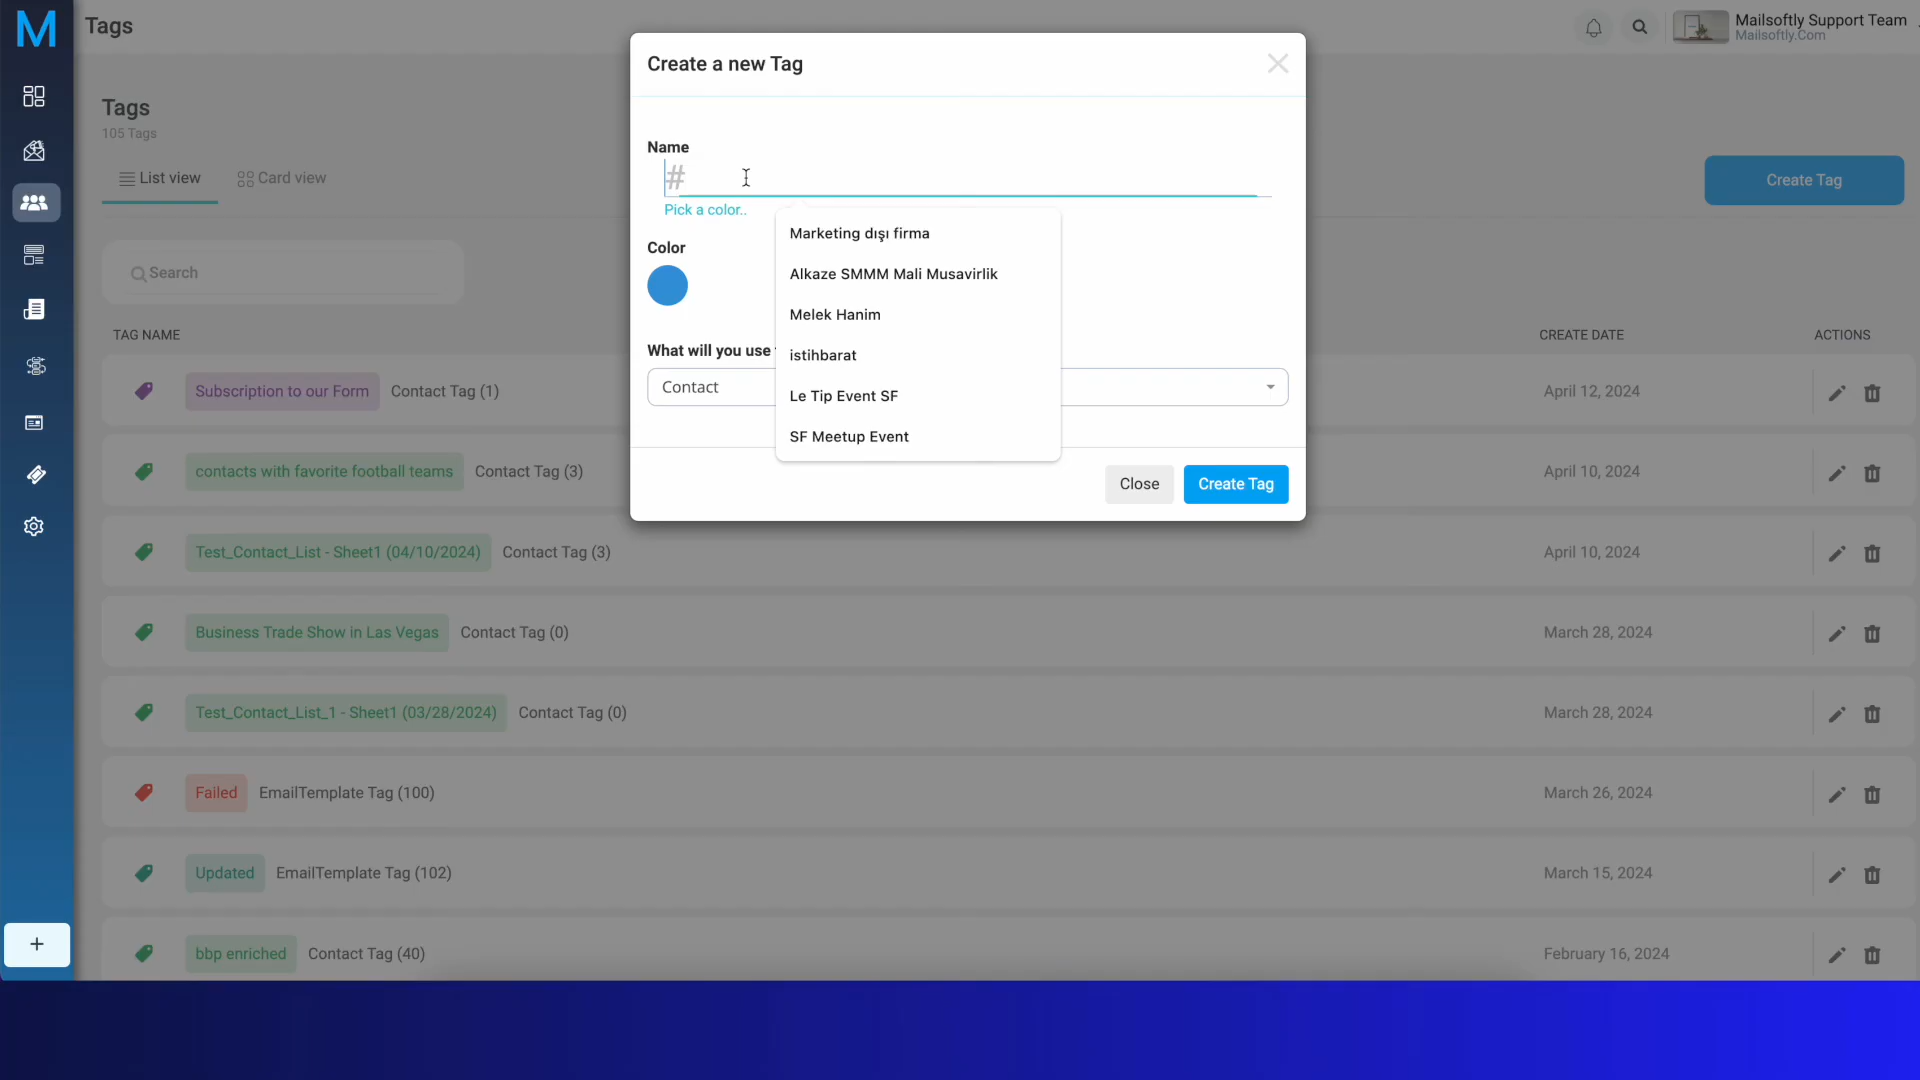 M
Tags
Mailsoftly Support Team
Mailsoftly.Com
Tags
105 Tags
List view
Card view
Create Tag
Search
TAG NAME
CREATE DATE
ACTIONS
Subscription to our Form Contact Tag (1) April 12, 2024
contacts with favorite football teams Contact Tag (3) April 10, 2024
Test_Contact_List - Sheet1 (04/10/2024) Contact Tag (3) April 10, 2024
Business Trade Show in Las Vegas Contact Tag (0) March 28, 2024
Test_Contact_List_1 - Sheet1 (03/28/2024) Contact Tag (0) March 28, 2024
Failed EmailTemplate Tag (100) March 26, 2024
Updated EmailTemplate Tag (102) March 15, 2024
bbp enriched Contact Tag (40) February 16, 2024
+
Create a new Tag
Name
#
Pick a color..
Color
What will you use
Contact
Marketing dışı firma
Alkaze SMMM Mali Musavirlik
Melek Hanim
istihbarat
Le Tip Event SF
SF Meetup Event
Close
Create Tag